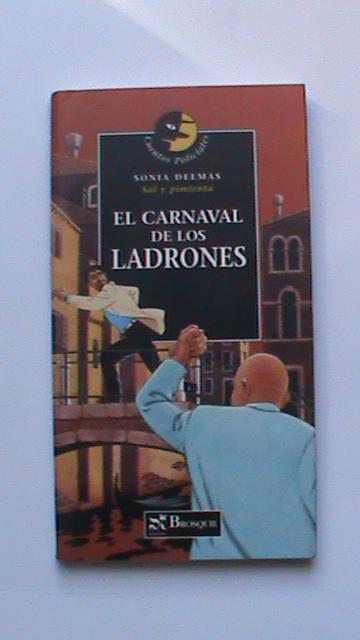 Cuentos Policiales
SONIA DELMAS
Sal y pimienta
EL CARNAVAL
DE LOS
LADRONES
BROSQUIL